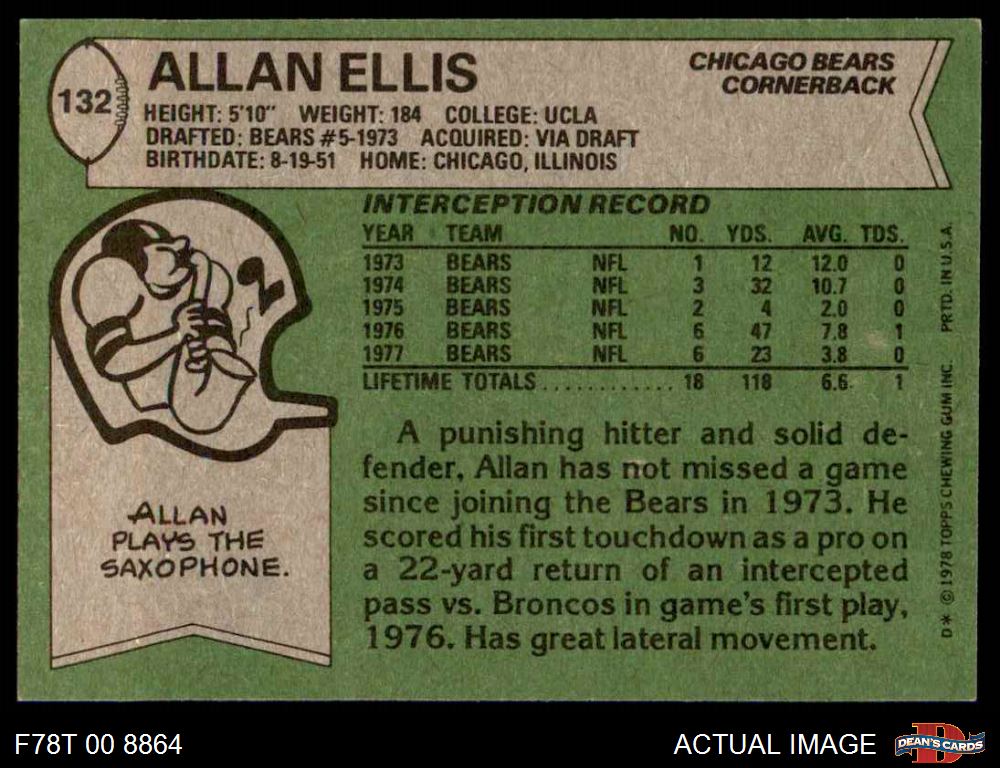 132
ALLAN ELLIS
CHICAGO BEARS
CORNERBACK
HEIGHT: 5'10" WEIGHT: 184 COLLEGE: UCLA
DRAFTED: BEARS #5-1973 ACQUIRED: VIA DRAFT
BIRTHDATE: 8-19-51 HOME: CHICAGO, ILLINOIS
INTERCEPTION RECORD
YEAR TEAM NO. YDS. AVG. TDS.
1973 BEARS NFL 1 12 12.0 0
1974 BEARS NFL 3 32 10.7 0
1975 BEARS NFL 2 4 2.0 0
1976 BEARS NFL 6 47 7.8 1
1977 BEARS NFL 6 23 3.8 0
LIFETIME TOTALS............ 18 118 6.6 1
A punishing hitter and solid de-
fender, Allan has not missed a game
since joining the Bears in 1973. He
scored his first touchdown as a pro on
a 22-yard return of an intercepted
pass vs. Broncos in game's first play,
1976. Has great lateral movement.
ALLAN
PLAYS THE
SAXOPHONE.
D* ©1978 TOPPS CHEWING GUM INC. PRTD. IN U.S.A.
F78T 00 8864
ACTUAL IMAGE
D
DEAN'S CARDS